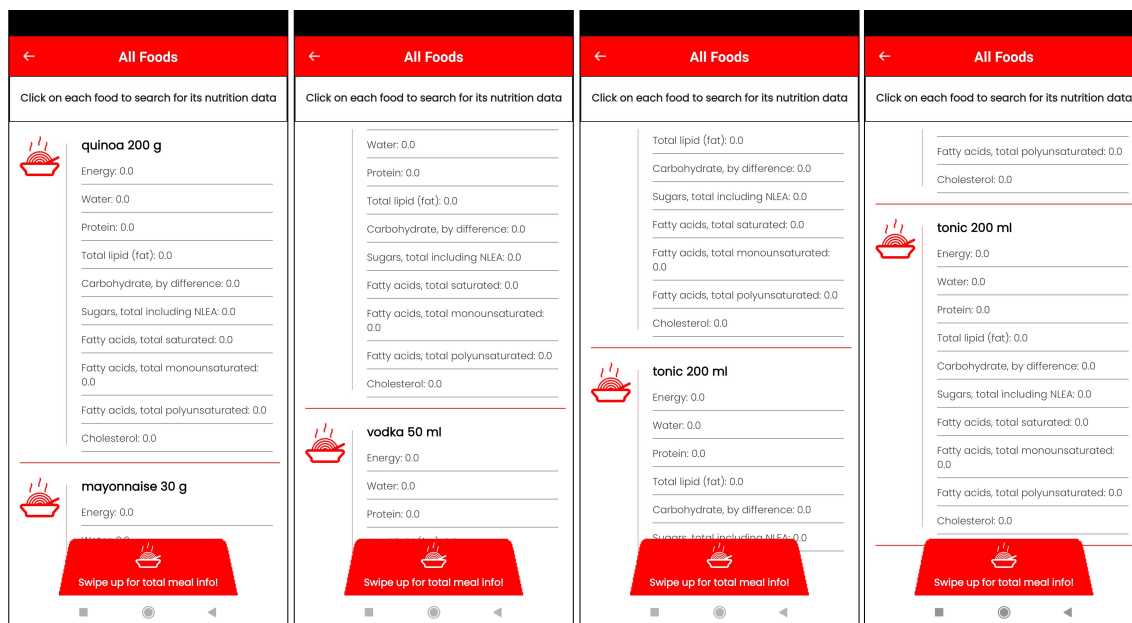 All Foods
Click on each food to search for its nutrition data
quinoa 200 g
Energy: 0.0
Water: 0.0
Protein: 0.0
Total lipid (fat): 0.0
Carbohydrate, by difference: 0.0
Sugars, total including NLEA: 0.0
Fatty acids, total saturated: 0.0
Fatty acids, total monounsaturated:
0.0
Fatty acids, total polyunsaturated: 0.0
Cholesterol: 0.0
mayonnaise 30 g
Energy: 0.0
Water: 0.0
Swipe up for total meal info!
All Foods
Click on each food to search for its nutrition data
Water: 0.0
Protein: 0.0
Total lipid (fat): 0.0
Carbohydrate, by difference: 0.0
Sugars, total including NLEA: 0.0
Fatty acids, total saturated: 0.0
Fatty acids, total monounsaturated:
0.0
Fatty acids, total polyunsaturated: 0.0
Cholesterol: 0.0
vodka 50 ml
Energy: 0.0
Water: 0.0
Protein: 0.0
Swipe up for total meal info!
All Foods
Click on each food to search for its nutrition data
Total lipid (fat): 0.0
Carbohydrate, by difference: 0.0
Sugars, total including NLEA: 0.0
Fatty acids, total saturated: 0.0
Fatty acids, total monounsaturated:
0.0
Fatty acids, total polyunsaturated: 0.0
Cholesterol: 0.0
tonic 200 ml
Energy: 0.0
Water: 0.0
Protein: 0.0
Total lipid (fat): 0.0
Carbohydrate, by difference: 0.0
Sugars, total including NLEA: 0.0
Swipe up for total meal info!
All Foods
Click on each food to search for its nutrition data
Fatty acids, total polyunsaturated: 0.0
Cholesterol: 0.0
tonic 200 ml
Energy: 0.0
Water: 0.0
Protein: 0.0
Total lipid (fat): 0.0
Carbohydrate, by difference: 0.0
Sugars, total including NLEA: 0.0
Fatty acids, total saturated: 0.0
Fatty acids, total monounsaturated:
0.0
Fatty acids, total polyunsaturated: 0.0
Cholesterol: 0.0
Swipe up for total meal info!